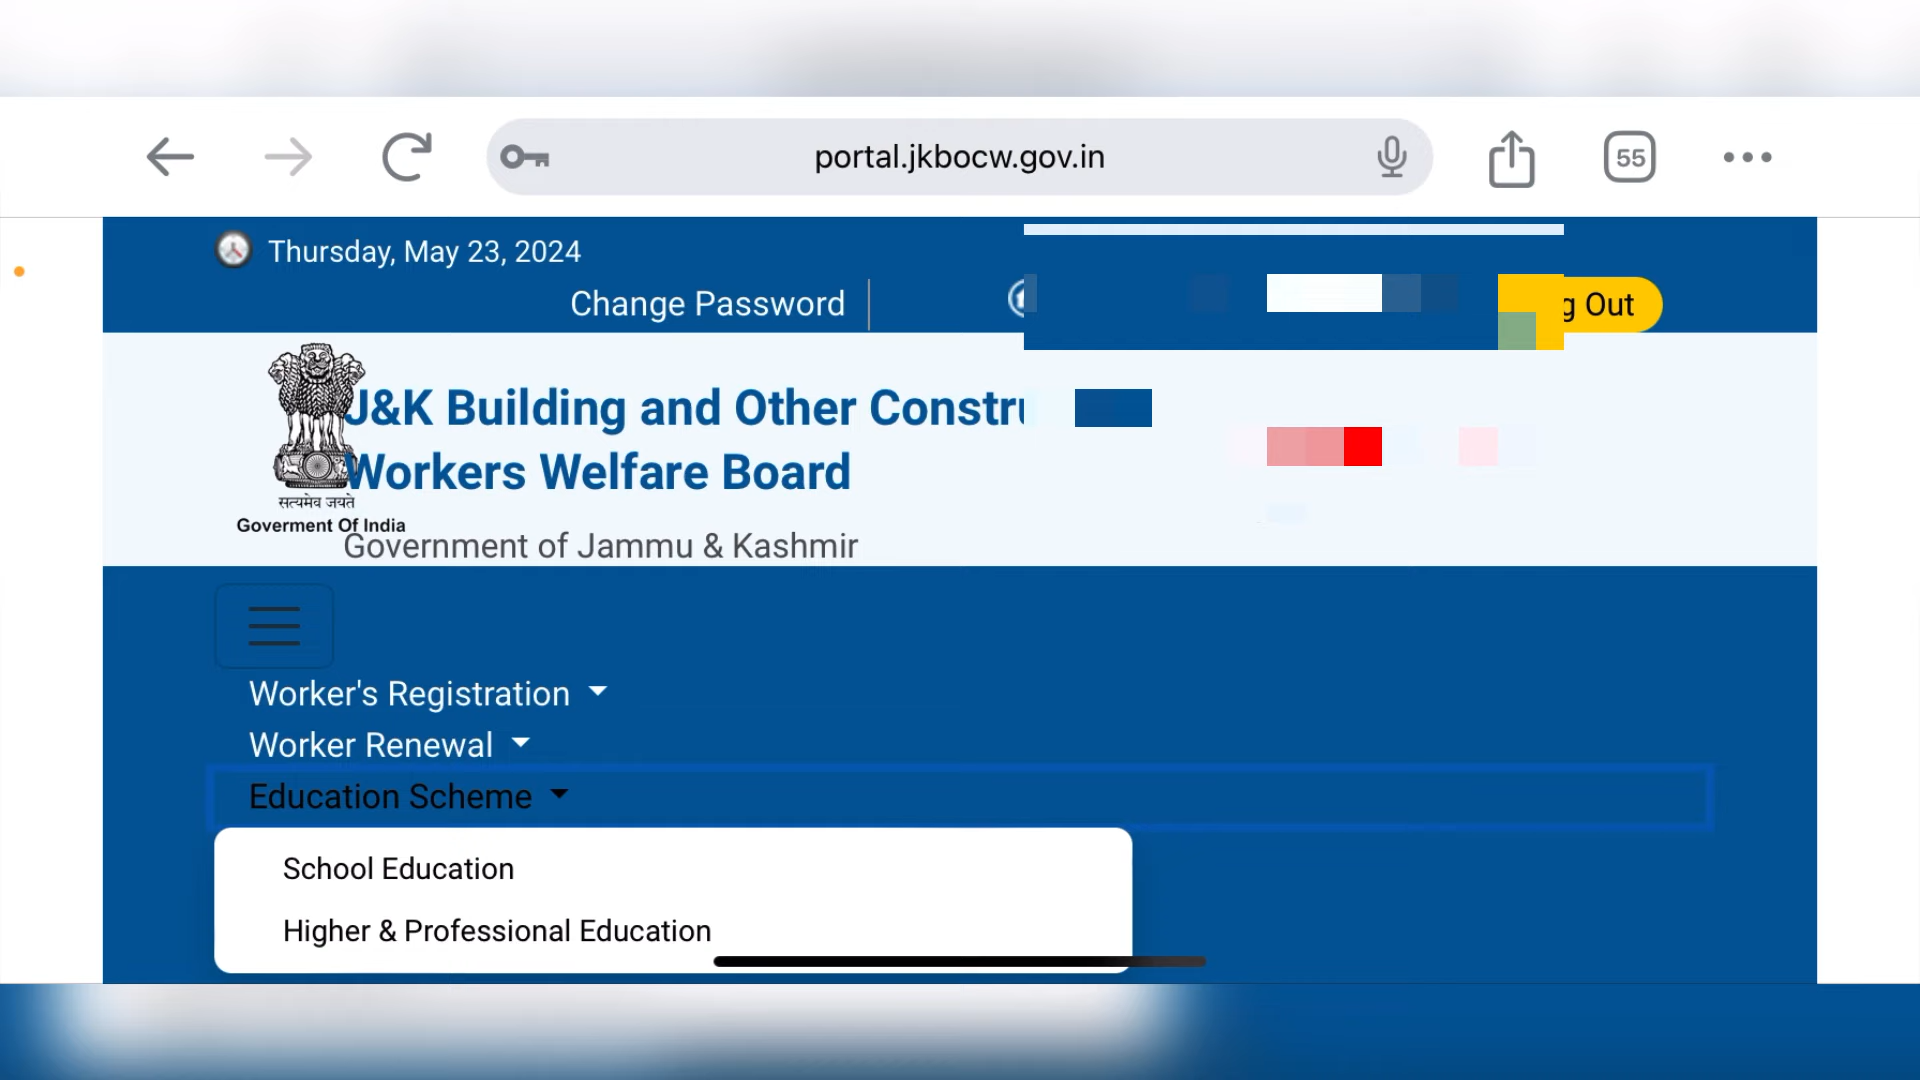 portal.jkbocw.gov.in
55
Thursday, May 23, 2024
Change Password
Out
J&K Building and Other
Workers Welfare Board
सत्यमेव जयते
Goverment Of India
Government of Jammu & Kashmir
Worker's Registration
Worker Renewal
Education Scheme
School Education
Higher & Professional Education